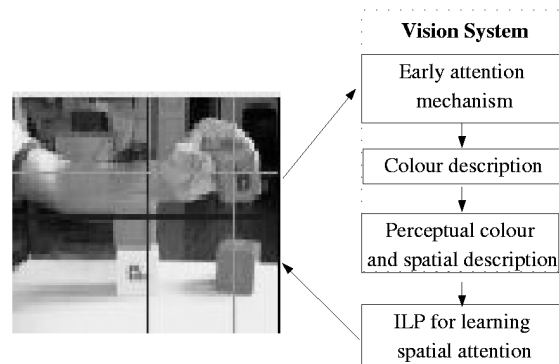 Vision System
Early attention
mechanism
Colour description
Perceptual colour
and spatial description
ILP for learning
spatial attention